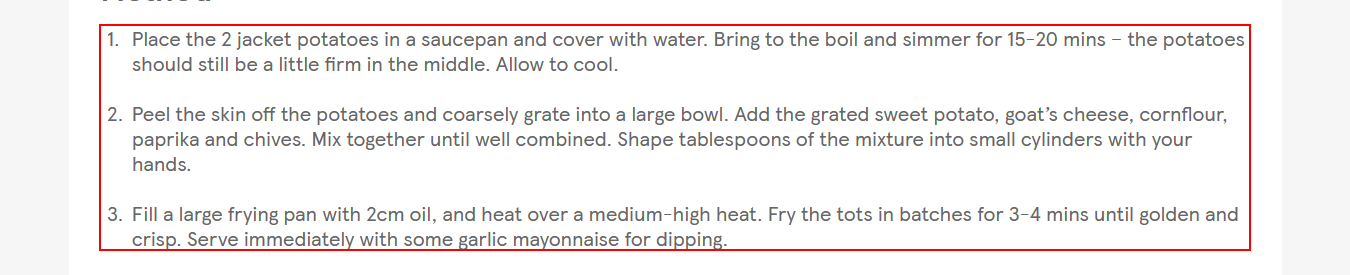 1. Place the 2 jacket potatoes in a saucepan and cover with water. Bring to the boil and simmer for 15-20 mins – the potatoes
should still be a little firm in the middle. Allow to cool.
2. Peel the skin off the potatoes and coarsely grate into a large bowl. Add the grated sweet potato, goat’s cheese, cornflour,
paprika and chives. Mix together until well combined. Shape tablespoons of the mixture into small cylinders with your
hands.
3. Fill a large frying pan with 2cm oil, and heat over a medium-high heat. Fry the tots in batches for 3-4 mins until golden and
crisp. Serve immediately with some garlic mayonnaise for dipping.